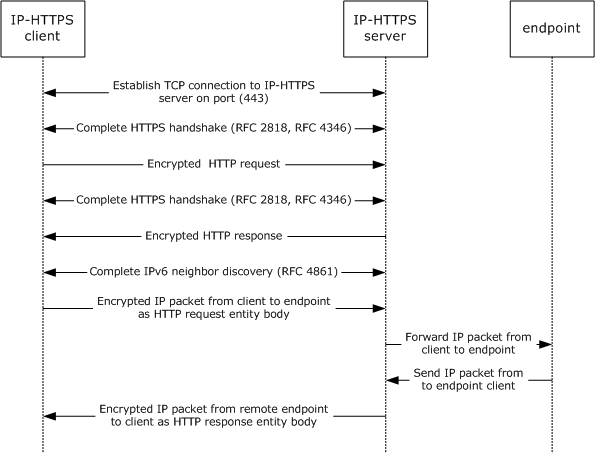 IP-HTTPS
client
IP-HTTPS
server
endpoint
Establish TCP connection to IP-HTTPS
server on port (443)
Complete HTTPS handshake (RFC 2818, RFC 4346)
Encrypted HTTP request
Complete HTTPS handshake (RFC 2818, RFC 4346)
Encrypted HTTP response
Complete IPv6 neighbor discovery (RFC 4861)
Encrypted IP packet from client to endpoint
as HTTP request entity body
Forward IP packet from
client to endpoint
Send IP packet from
to endpoint client
Encrypted IP packet from remote endpoint
to client as HTTP response entity body